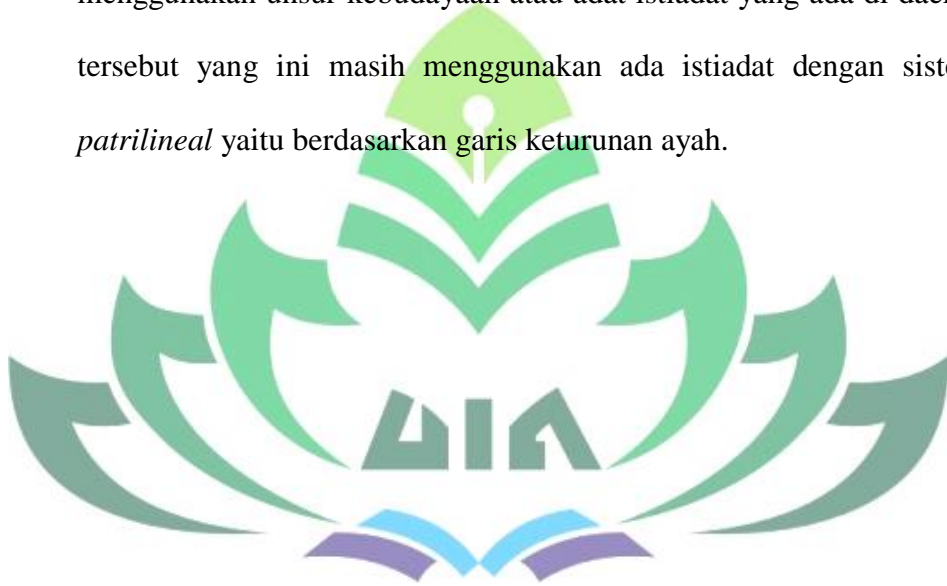 menggunakan unsur kebudayaan atau adat istiadat yang ada di
tersebut yang ini masih menggunakan ada istiadat dengan
patrilineal yaitu berdasarkan garis keturunan ayah.
UIN